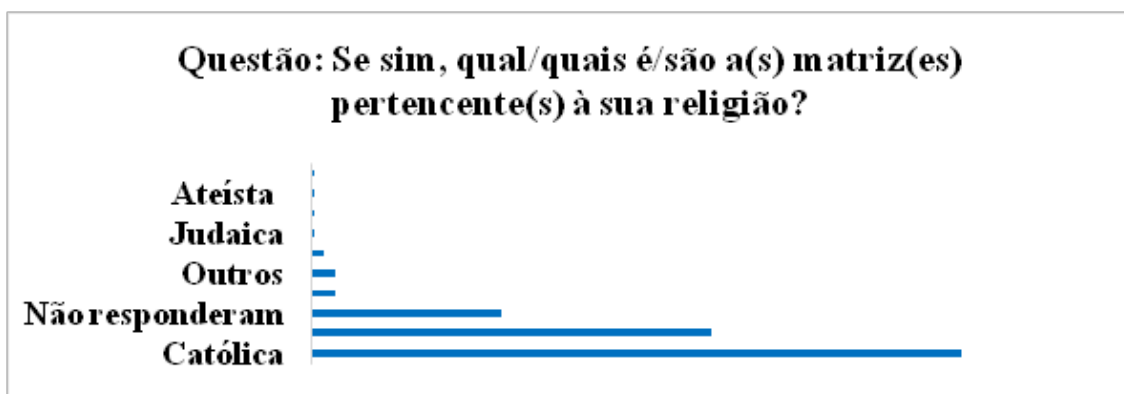 Questão: Se sim, qual/quais é/são a(s) matriz(es)
pertencente(s) à sua religião?
Ateísta
Judaica
Outros
Não responderam
Católica